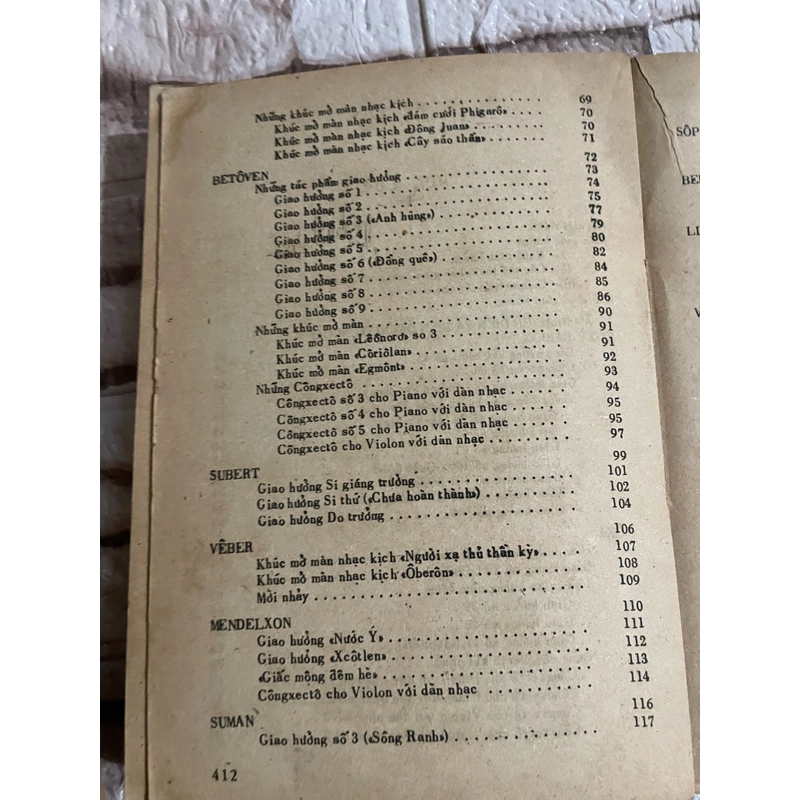 Những khúc mở màn nhạc kịch . . . . . . . . . . . . . 69
Khúc mở màn nhạc kịch «Đám cưới Phigarô» . . . . 70
Khúc mở màn nhạc kịch «Đông Juan» . . . . . . . . 70
Khúc mở màn nhạc kịch «Cây sáo thần» . . . . . . . 71
BETÔVEN 72
Những tác phẩm giao hưởng . . . . . . . . . . . . . 73
Giao hưởng số 1 . . . . . . . . . . . . . . . . . 74
Giao hưởng số 2 . . . . . . . . . . . . . . . . . 75
Giao hưởng số 3 («Anh hùng») . . . . . . . . . . . 77
Giao hưởng số 4 . . . . . . . . . . . . . . . . . 79
Giao hưởng số 5 . . . . . . . . . . . . . . . . . 80
Giao hưởng số 6 («Đồng quê») . . . . . . . . . . . 82
Giao hưởng số 7 . . . . . . . . . . . . . . . . . 84
Giao hưởng số 8 . . . . . . . . . . . . . . . . . 85
Giao hưởng số 9 . . . . . . . . . . . . . . . . . 86
Những khúc mở màn . . . . . . . . . . . . . . . . 90
Khúc mở màn «Lêônord» so 3 . . . . . . . . . . . 91
Khúc mở màn «Côriôlan» . . . . . . . . . . . . . 91
Khúc mở màn «Egmônt» . . . . . . . . . . . . . . 92
Những Côngxectô . . . . . . . . . . . . . . . . . 93
Côngxectô số 3 cho Piano với dàn nhạc . . . . . . 94
Côngxectô số 4 cho Piano với dàn nhạc . . . . . . 95
Côngxectô số 5 cho Piano với dàn nhạc . . . . . . 95
Côngxectô cho Violon với dàn nhạc . . . . . . . . 97
SUBERT 99
Giao hưởng Si giáng trưởng . . . . . . . . . . . . 101
Giao hưởng Si thứ («Chưa hoàn thành») . . . . . . 102
Giao hưởng Do trưởng . . . . . . . . . . . . . . . 104
VÊBER 106
Khúc mở màn nhạc kịch «Người xạ thủ thần kỳ» . . . . 107
Khúc mở màn nhạc kịch «Ôberôn» . . . . . . . . . . 108
Mời nhảy . . . . . . . . . . . . . . . . . . . . . 109
MENDELXON 110
Giao hưởng «Nước Ý» . . . . . . . . . . . . . . . 111
Giao hưởng «Xcôtlen» . . . . . . . . . . . . . . . 112
«Giấc mộng đêm hè» . . . . . . . . . . . . . . . . 113
Côngxectô cho Violon với dàn nhạc . . . . . . . . 114
SUMAN 116
Giao hưởng số 3 («Sông Ranh») . . . . . . . . . . . 117
412